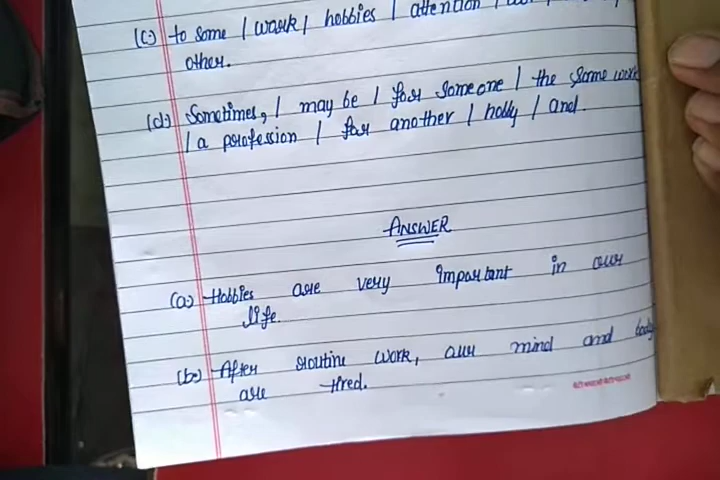 (c) to some / work / hobbies / attention /
other.
(d) Sometimes, / may be / for someone / the same work
/ a profession / for another / hobby / and.
ANSWER
(a) Hobbies are very important in our
life.
(b) After routine work, our mind and body
are tired.